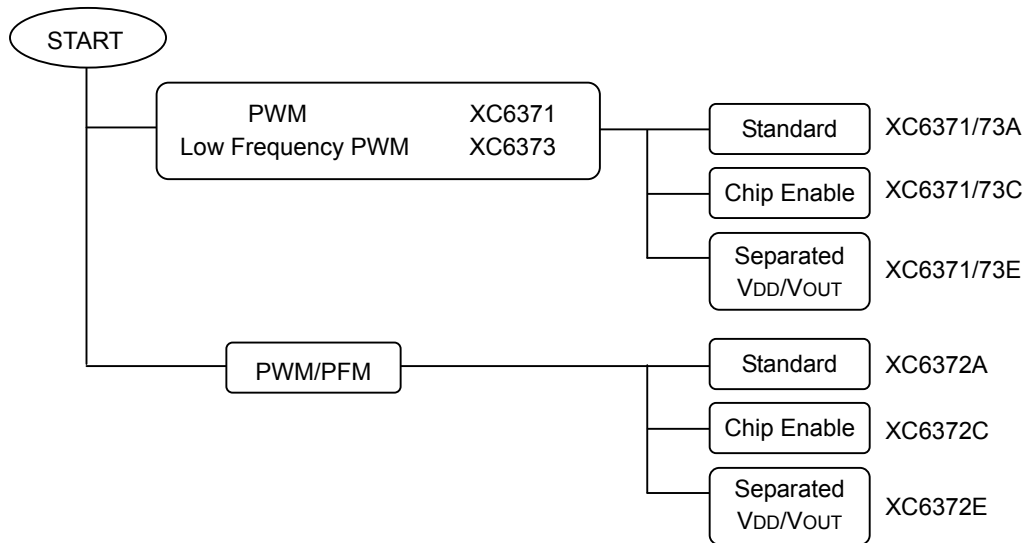 START
PWM XC6371
Low Frequency PWM XC6373
Standard XC6371/73A
Chip Enable XC6371/73C
Separated
VDD/VOUT XC6371/73E
PWM/PFM
Standard XC6372A
Chip Enable XC6372C
Separated
VDD/VOUT XC6372E